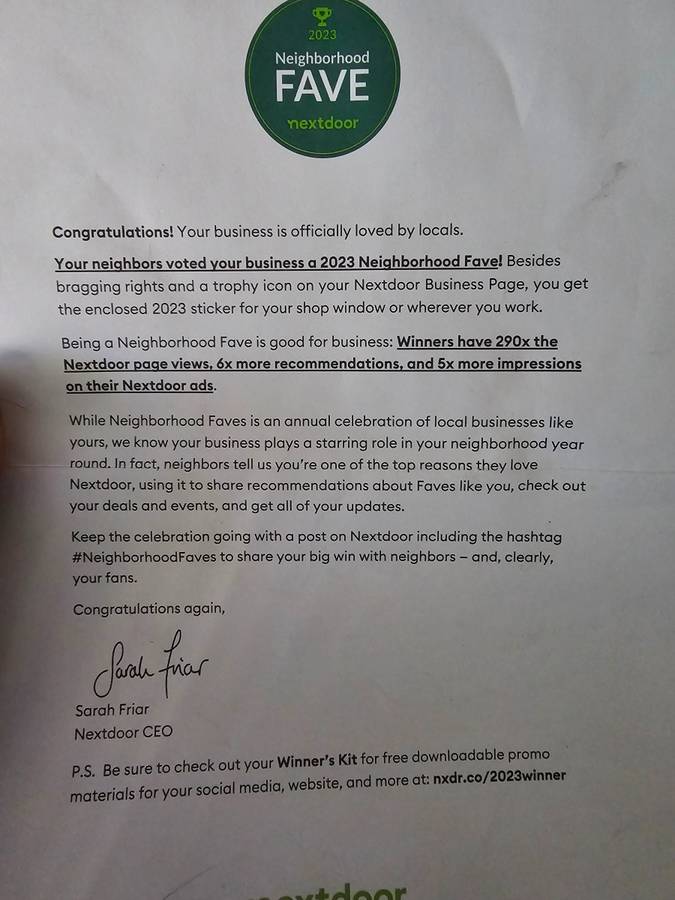 2023
Neighborhood
FAVE
nextdoor
Congratulations! Your business is officially loved by locals.
Your neighbors voted your business a 2023 Neighborhood Fave! Besides
bragging rights and a trophy icon on your Nextdoor Business Page, you get
the enclosed 2023 sticker for your shop window or wherever you work.
Being a Neighborhood Fave is good for business: Winners have 290x the
Nextdoor page views, 6x more recommendations, and 5x more impressions
on their Nextdoor ads.
While Neighborhood Faves is an annual celebration of local businesses like
yours, we know your business plays a starring role in your neighborhood year
round. In fact, neighbors tell us you're one of the top reasons they love
Nextdoor, using it to share recommendations about Faves like you, check out
your deals and events, and get all of your updates.
Keep the celebration going with a post on Nextdoor including the hashtag
#NeighborhoodFaves to share your big win with neighbors – and, clearly,
your fans.
Congratulations again,
Sarah Friar
Sarah Friar
Nextdoor CEO
P.S. Be sure to check out your Winner's Kit for free downloadable promo
materials for your social media, website, and more at: nxdr.co/2023winner
nextdoor